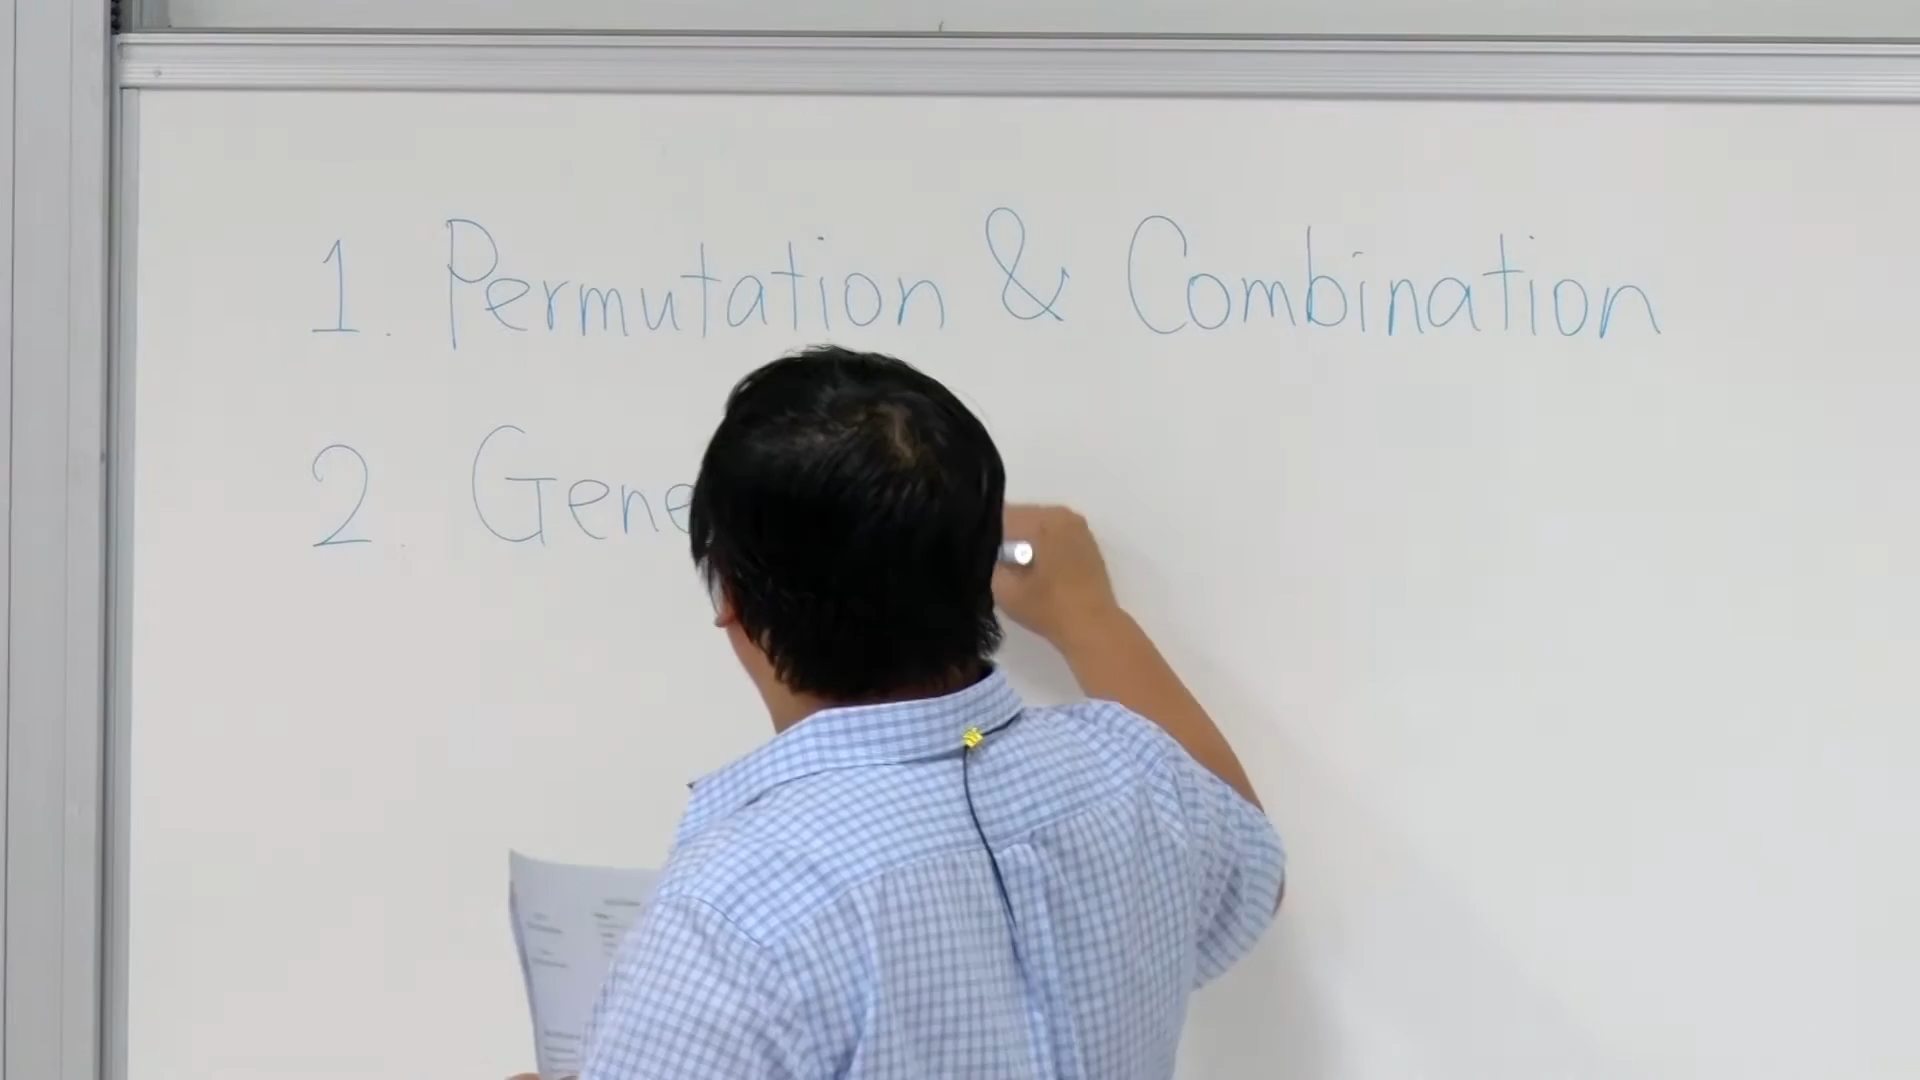 1. Permutation & Combination
2. Gene